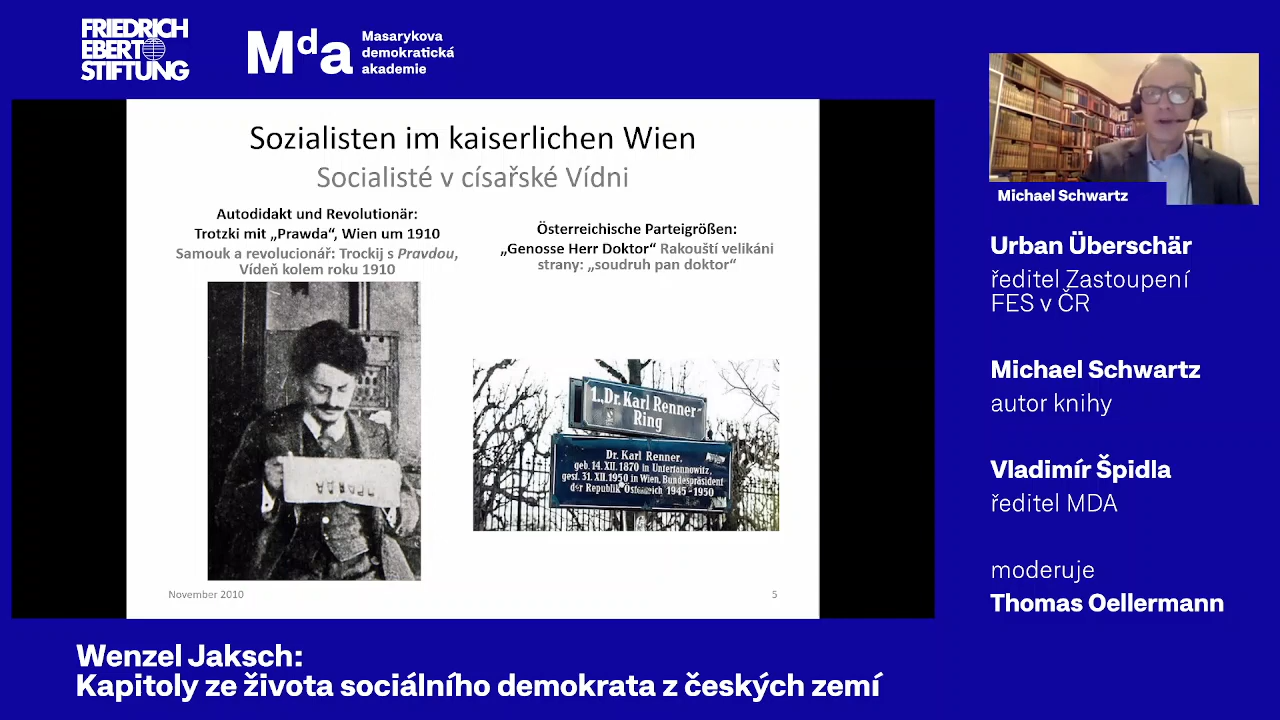 FRIEDRICH
EBERT
STIFTUNG
Mda
Masarykova
demokratická
akademie
Sozialisten im kaiserlichen Wien
Socialisté v císařské Vídni
Autodidakt und Revolutionär:
Trotzki mit „Prawda“, Wien um 1910
Samouk a revolucionář: Trockij s Pravdou,
Vídeň kolem roku 1910
Österreichische Parteigrößen:
„Genosse Herr Doktor“ Rakouští velikáni
strany: „soudruh pan doktor“
1., „Dr. Karl Renner“-
Ring
Dr. Karl Renner,
geb. 14. XII. 1870 in Untertannowitz,
gest. 31. XII. 1950 in Wien, Bundespräsident
der Republik Österreich 1945-1950
November 2010
5
Michael Schwartz
Urban Überschär
ředitel Zastoupení
FES v ČR
Michael Schwartz
autor knihy
Vladimír Špidla
ředitel MDA
moderuje
Thomas Oellermann
Wenzel Jaksch:
Kapitoly ze života sociálního demokrata z českých zemí